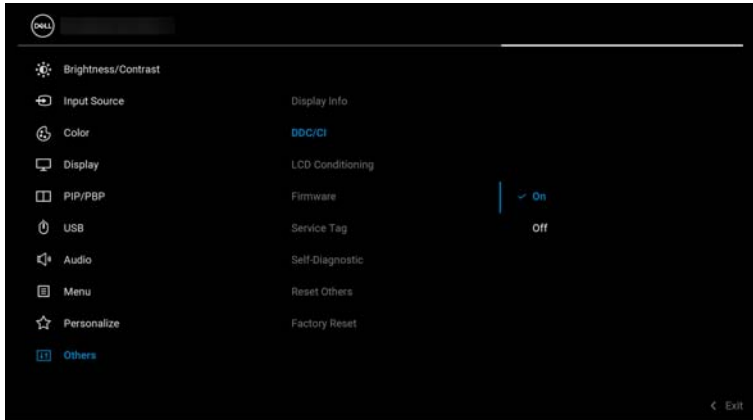 DELL
Brightness/Contrast
Input Source
Display Info
Color
DDC/CI
Display
LCD Conditioning
PIP/PBP
Firmware
✓ On
USB
Service Tag
Off
Audio
Self-Diagnostic
Menu
Reset Others
Personalize
Factory Reset
Others
< Exit